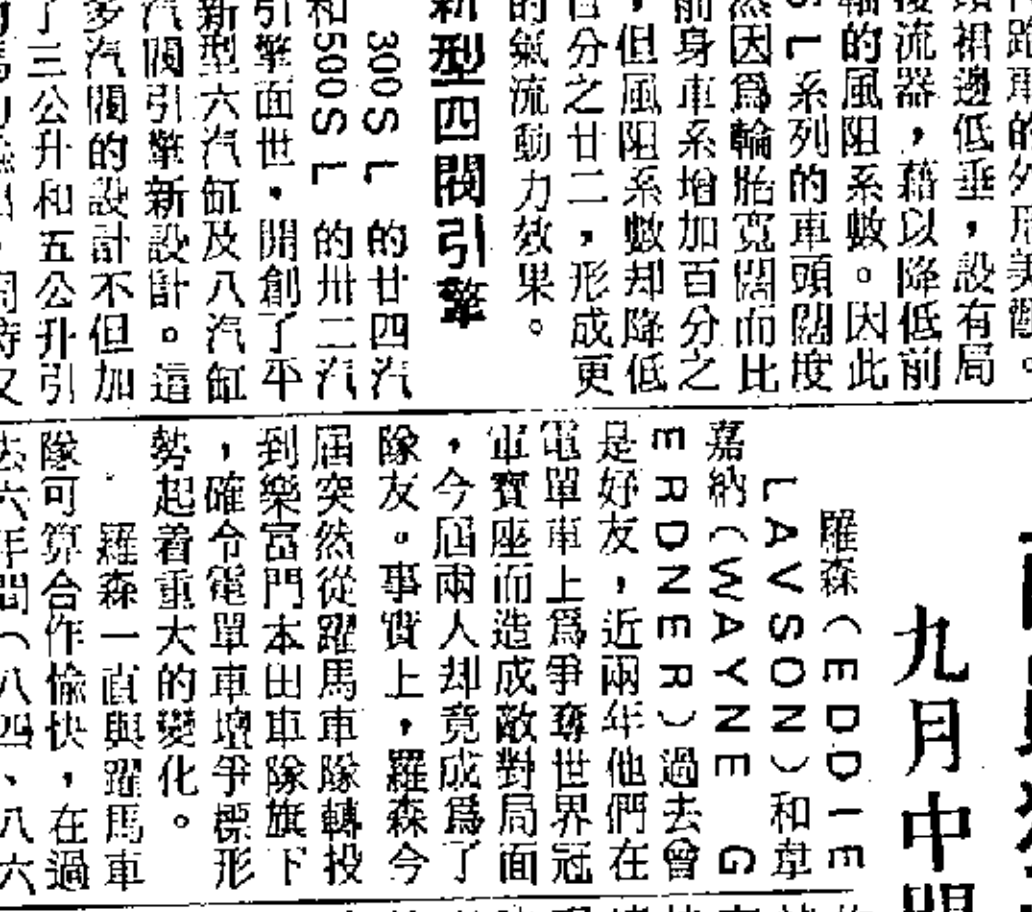 裙邊低垂，設有局
流器，藉以降低前
軸的風阻系數。因此
SL系列的車頭闊度
然因爲輪胎寬闊而比
前身車系增加百分之
，但風阻系數却降低
百分之廿二，形成更
的氣流動力效果。
新型四閥引擎
300SL的廿四汽
和500SL的卅二汽
引擎面世，開創了平
新型六汽缸及八汽缸
汽閥引擎新設計。這
多汽閥的設計不但加
了三公升和五公升引
九月中
羅森（EDDIE
LAVSON）和韋
嘉納（WAYNE G
ERDNER）過去曾
是好友，近兩年他們在
電單車上爲爭奪世界冠
軍寶座而造成敵對局面
，今屆兩人却竟成爲了
隊友。事實上，羅森今
屆突然從躍馬車隊轉投
到樂富門本田車隊旗下
，確令電單車壇爭標形
勢起着重大的變化。
羅森一直與躍馬車
隊可算合作愉快，在過
去六年間（八四、八六